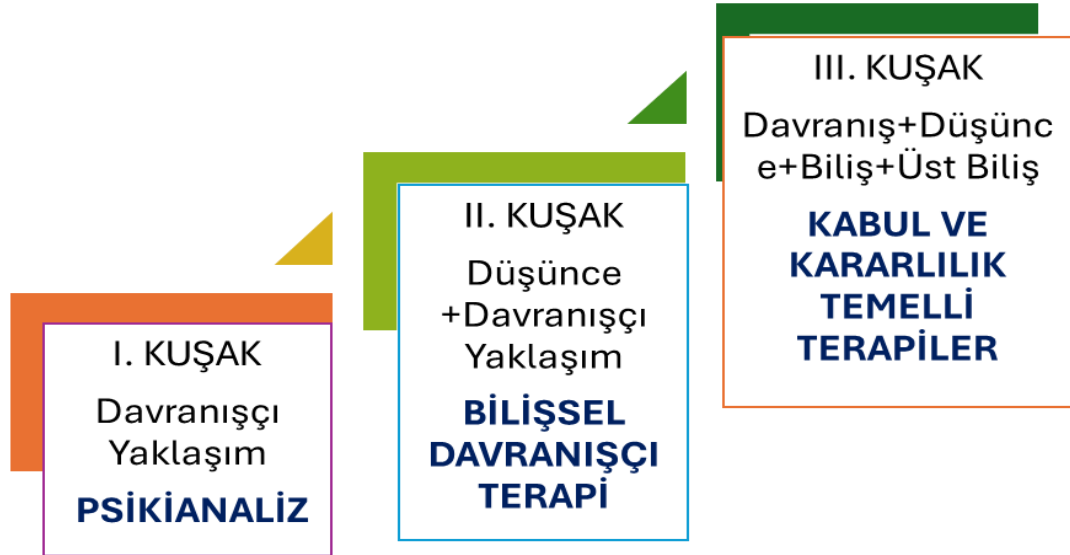 I. KUŞAK
Davranışçı
Yaklaşım
PSİKİANALİZ
II. KUŞAK
Düşünce
+Davranışçı
Yaklaşım
BİLİŞSEL
DAVRANIŞÇI
TERAPİ
III. KUŞAK
Davranış+Düşünc
e+Biliş+Üst Biliş
KABUL VE
KARARLILIK
TEMELLİ
TERAPİLER